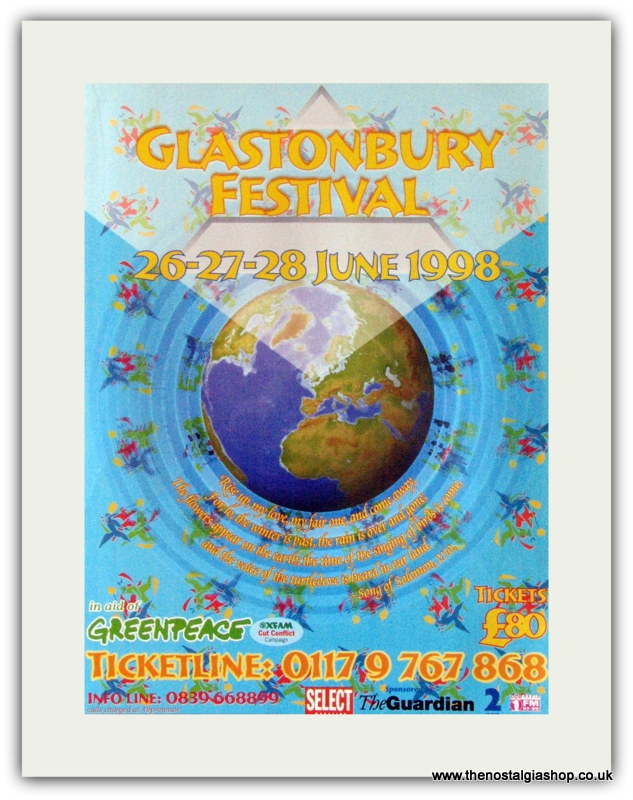 GLASTONBURY
FESTIVAL
26-27-28 JUNE 1998
Rise up, my love, my fair one, and come away
For lo, the winter is past, the rain is over and gone,
The flowers appear on the earth; the time of the singing of birds is come
and the voice of the turtledove is heard in our land
Song of Solomon,
TICKETS
£80
in aid of
GREENPEACE
OXFAM
Cut Conflict
Campaign
TICKETLINE: 0117 9 767 868
INFO LINE: 0839 668899
Sponsored
SELECT
The Guardian
2
1 FM
www.thenostalgiashop.co.uk